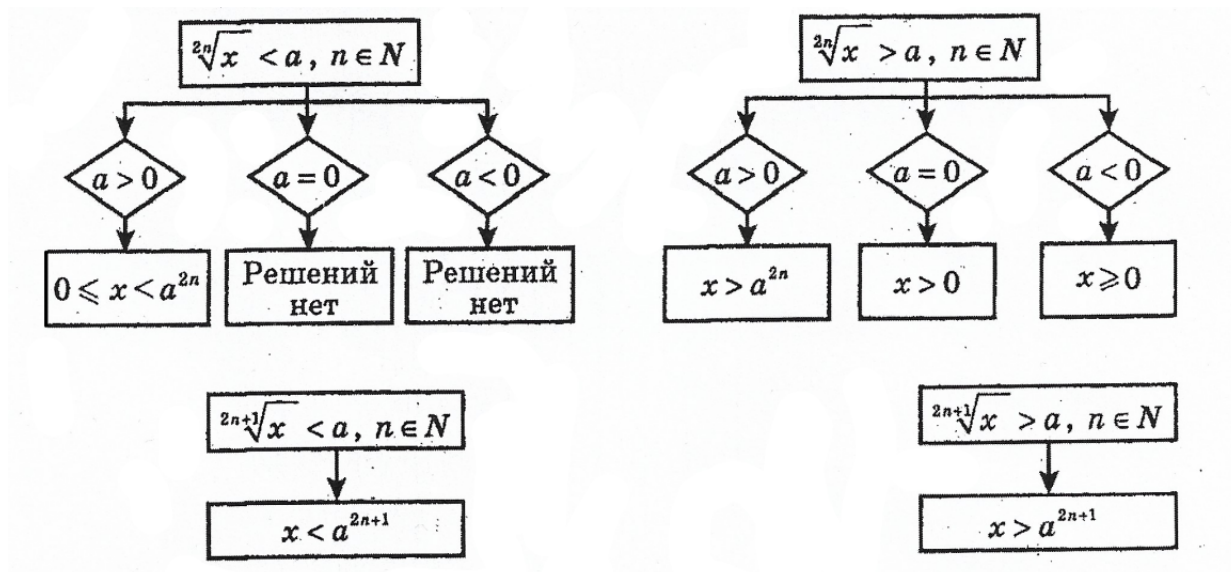 ²ⁿ√x < a, n ∈ N
a > 0
a = 0
a < 0
0 ⩽ x < a²ⁿ
Решений
нет
Решений
нет
²ⁿ√x > a, n ∈ N
a > 0
a = 0
a < 0
x > a²ⁿ
x > 0
x ⩾ 0
²ⁿ⁺¹√x < a, n ∈ N
x < a²ⁿ⁺¹
²ⁿ⁺¹√x > a, n ∈ N
x > a²ⁿ⁺¹